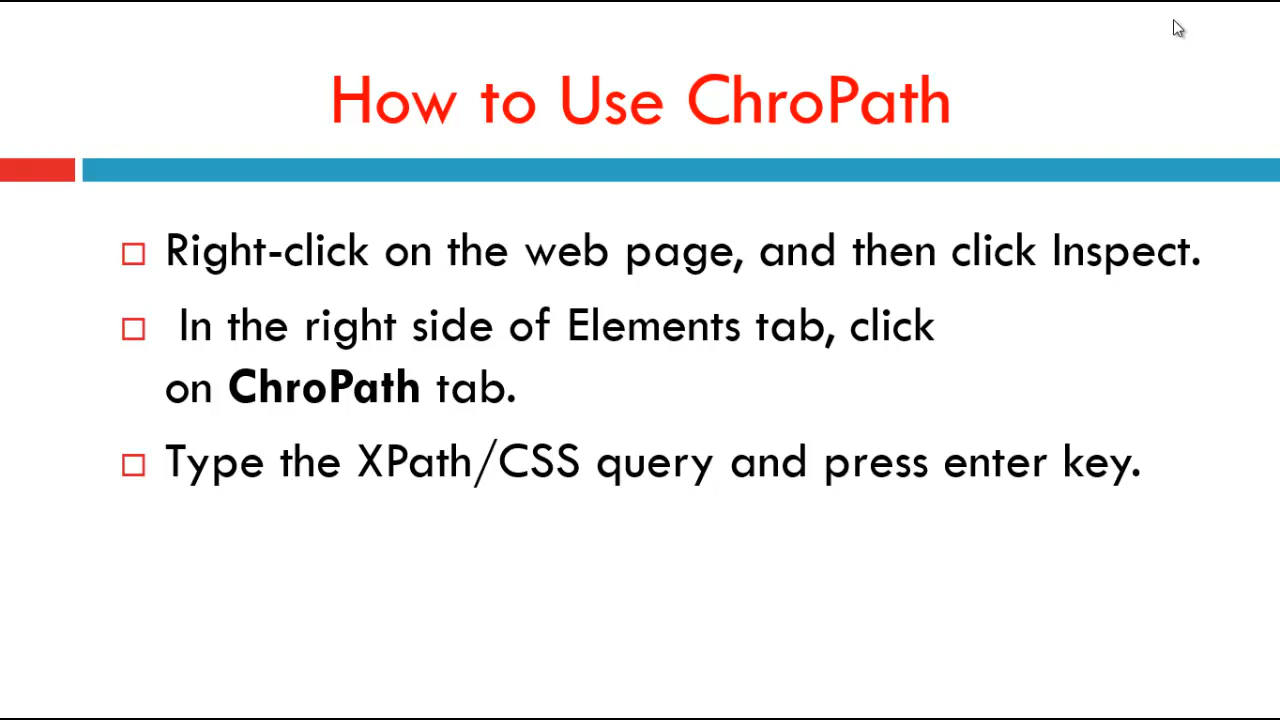 How to Use ChroPath
Right-click on the web page, and then click Inspect.
In the right side of Elements tab, click
on ChroPath tab.
Type the XPath/CSS query and press enter key.